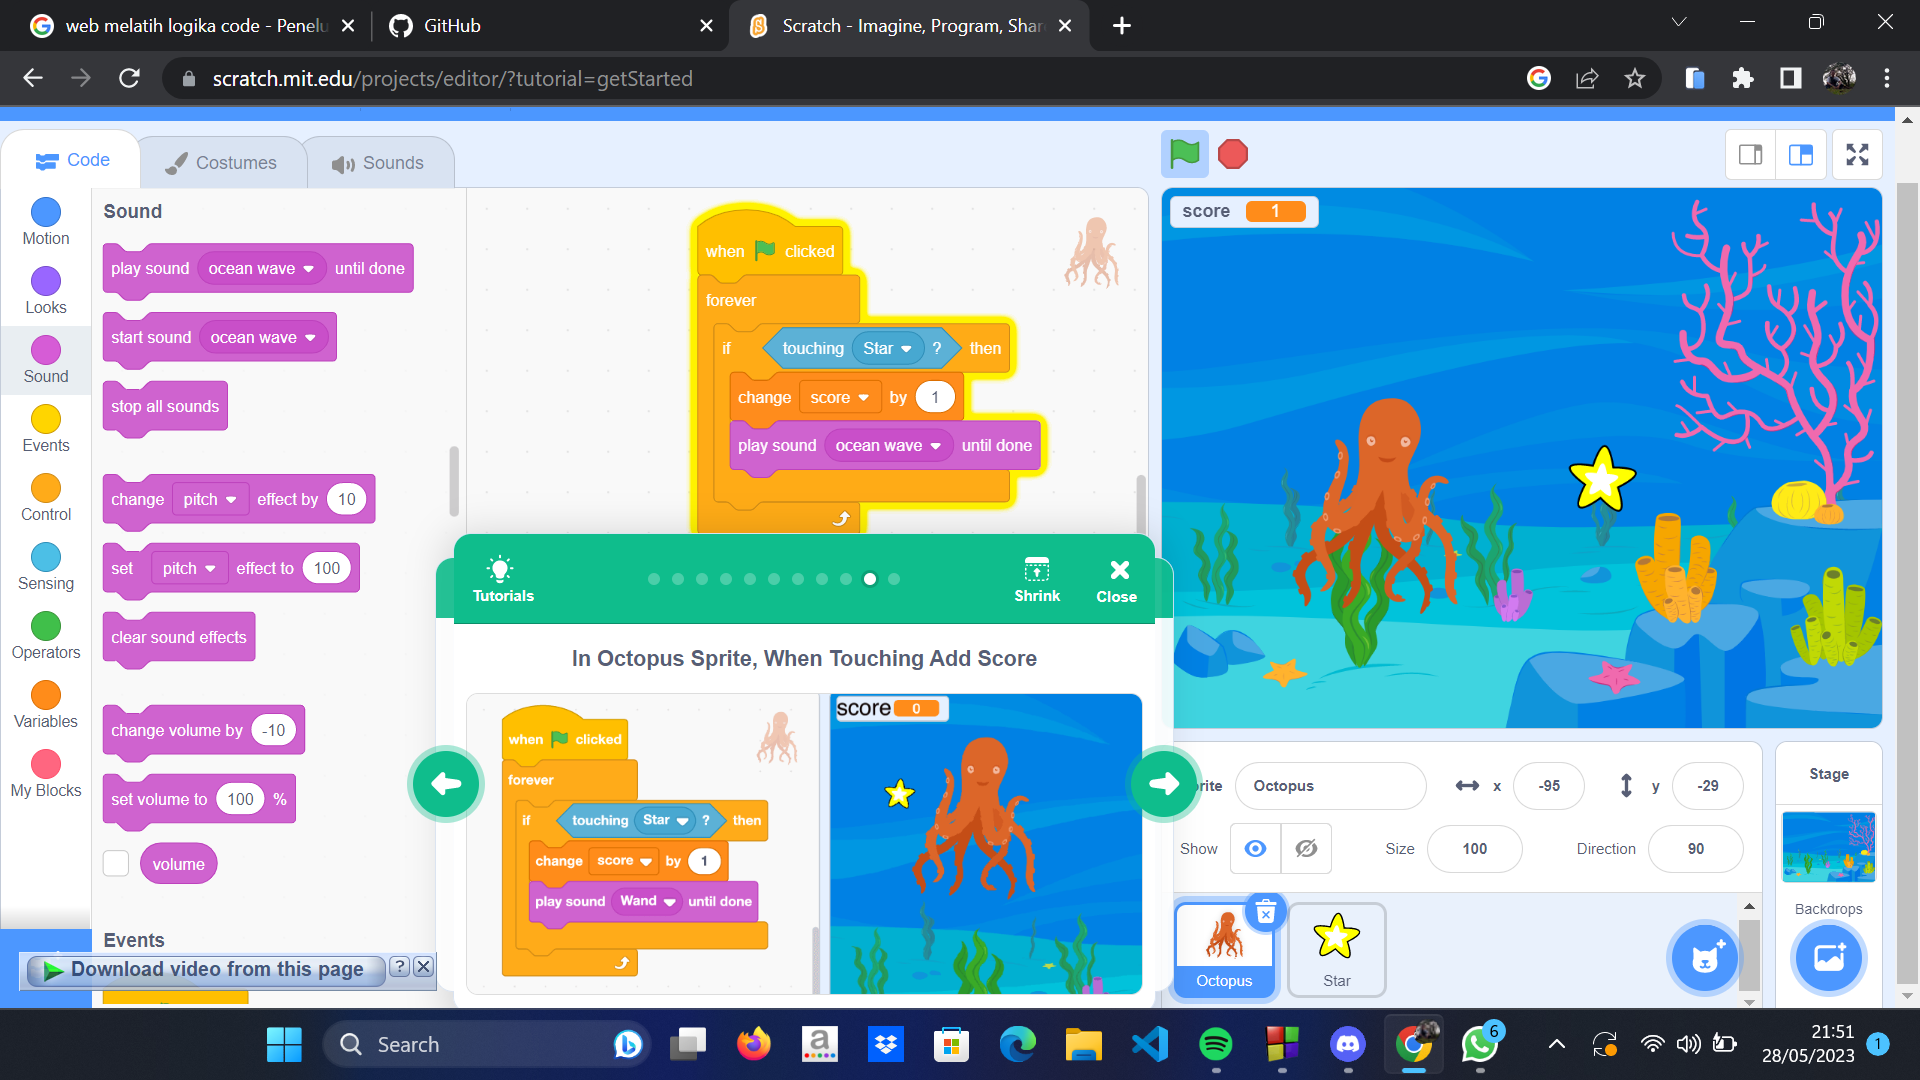 web melatih logika code - Penelu
GitHub
Scratch - Imagine, Program, Shar
scratch.mit.edu/projects/editor/?tutorial=getStarted
Code
Costumes
Sounds
Motion
Looks
Sound
Events
Control
Sensing
Operators
Variables
My Blocks
Sound
play sound ocean wave until done
start sound ocean wave
stop all sounds
change pitch effect by 10
set pitch effect to 100
clear sound effects
change volume by -10
set volume to 100 %
volume
Events
Download video from this page ?
when clicked
forever
if touching Star ? then
change score by 1
play sound ocean wave until done
Tutorials
Shrink
Close
In Octopus Sprite, When Touching Add Score
when clicked
forever
if touching Star ? then
change score by 1
play sound Wand until done
score 0
score 1
rite Octopus x -95 y -29
Show Size 100 Direction 90
Octopus
Star
Stage
Backdrops
Search
6
21:51
28/05/2023
1